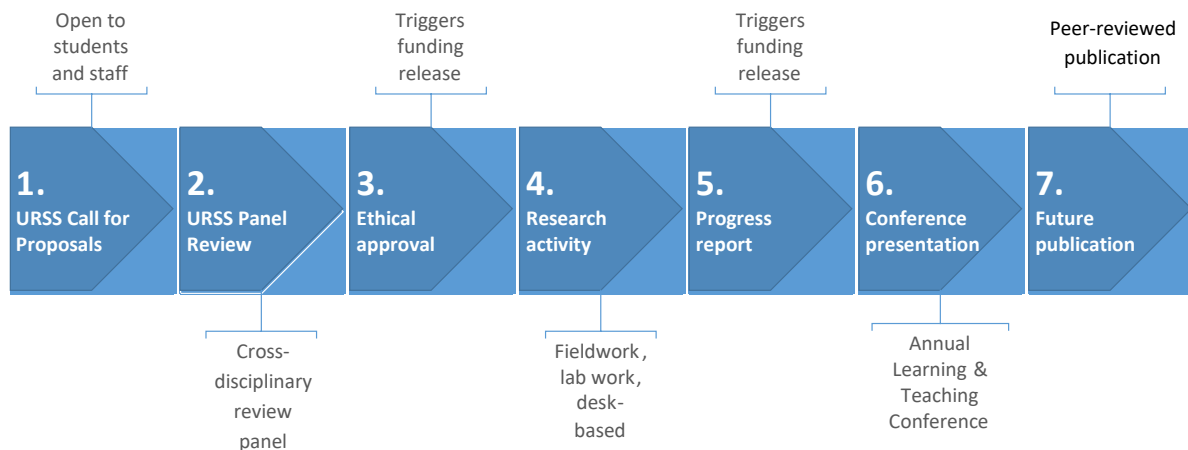 Open to
students
and staff
Triggers
funding
release
Triggers
funding
release
Peer-reviewed
publication
1.
URSS Call for
Proposals
2.
URSS Panel
Review
3.
Ethical
approval
4.
Research
activity
5.
Progress
report
6.
Conference
presentation
7.
Future
publication
Cross-
disciplinary
review
panel
Fieldwork,
lab work,
desk-
based
Annual
Learning &
Teaching
Conference